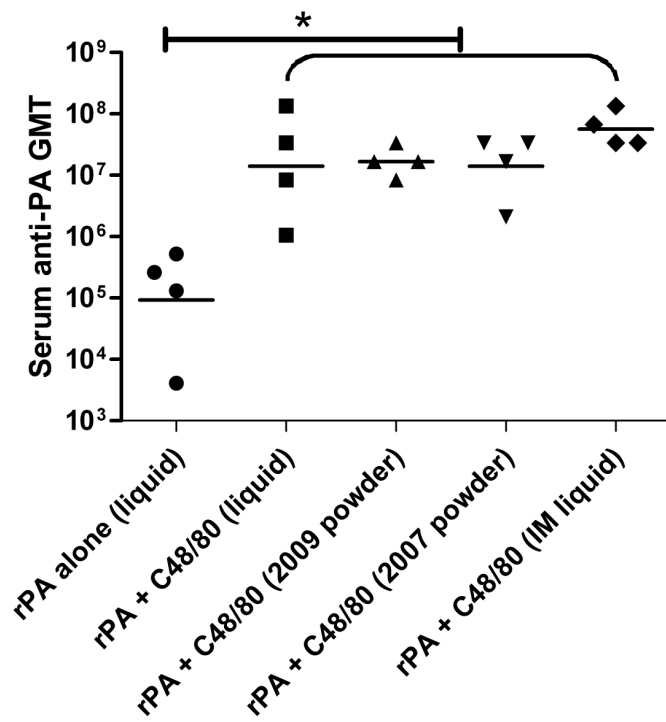 *
10⁹
10⁸
10⁷
10⁶
10⁵
10⁴
10³
Serum anti-PA GMT
rPA alone (liquid)
rPA + C48/80 (liquid)
rPA + C48/80 (2009 powder)
rPA + C48/80 (2007 powder)
rPA + C48/80 (IM liquid)